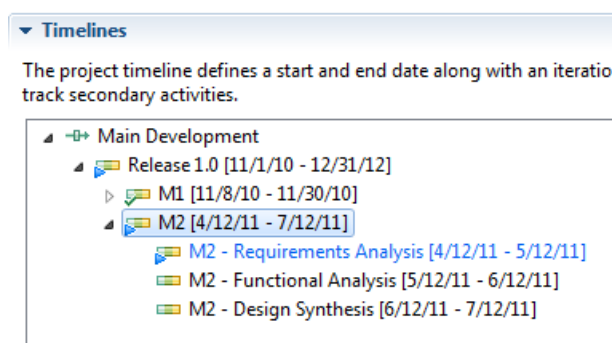 Timelines
The project timeline defines a start and end date along with an iteratio
track secondary activities.
Main Development
Release 1.0 [11/1/10 - 12/31/12]
M1 [11/8/10 - 11/30/10]
M2 [4/12/11 - 7/12/11]
M2 - Requirements Analysis [4/12/11 - 5/12/11]
M2 - Functional Analysis [5/12/11 - 6/12/11]
M2 - Design Synthesis [6/12/11 - 7/12/11]